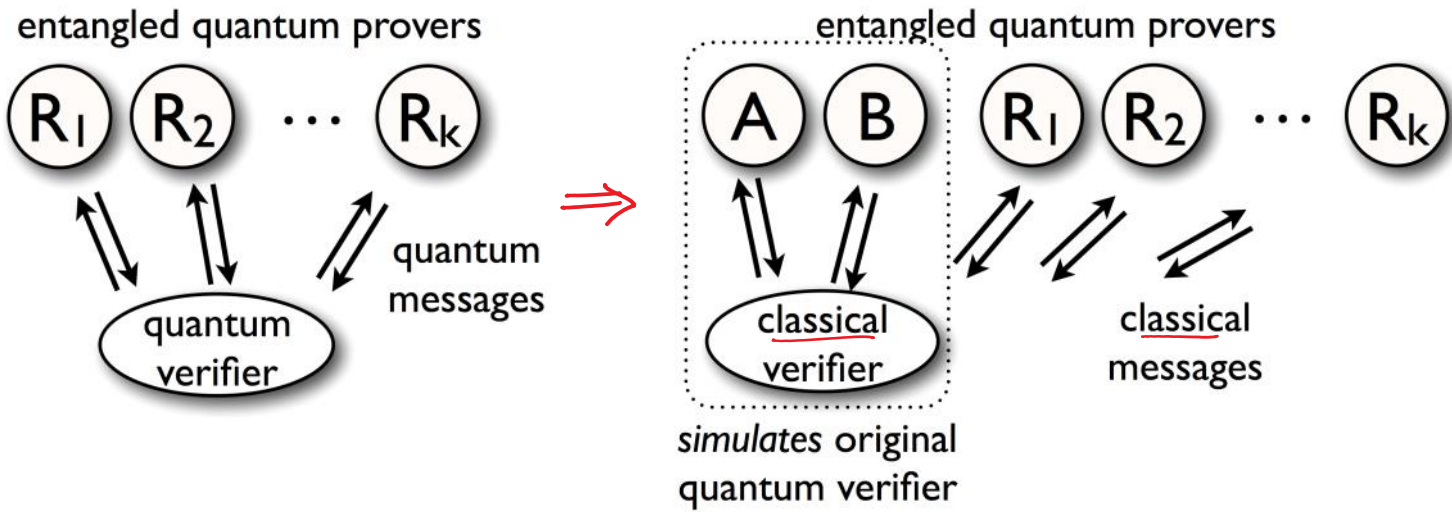 entangled quantum provers
R1 R2 ... Rk
quantum
messages
quantum
verifier
entangled quantum provers
A B R1 R2 ... Rk
classical
verifier
classical
messages
simulates original
quantum verifier